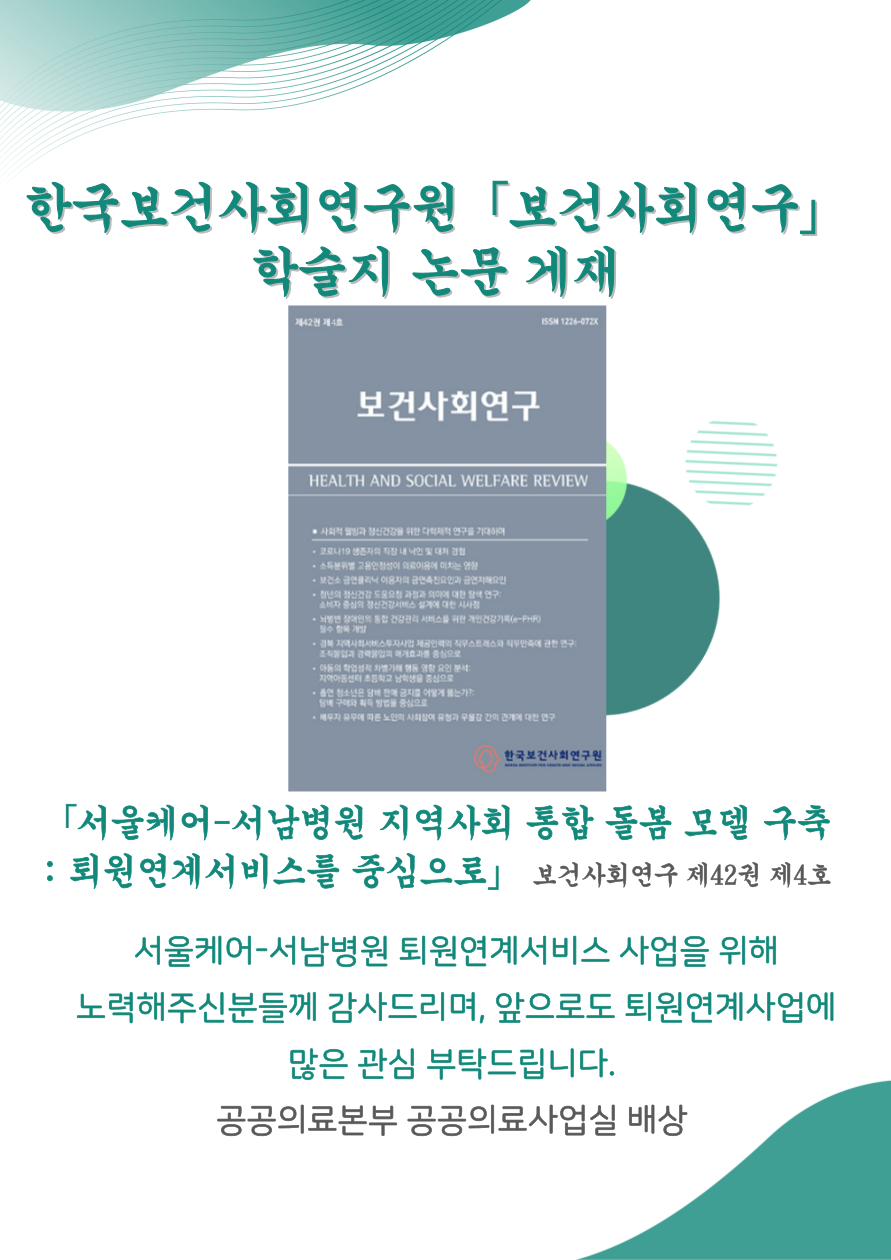 한국보건사회연구원「보건사회연구」
학술지 논문 게재
제42권 제4호
ISSN 1226-072X
보건사회연구
HEALTH AND SOCIAL WELFARE REVIEW
■ 사회적 웰빙과 정신건강을 위한 다학제적 연구를 기대하며
• 코로나19 생존자의 직장 내 낙인 및 대처 경험
• 소득분위별 고용안정성이 의료이용에 미치는 영향
• 보건소 금연클리닉 이용자의 금연촉진요인과 금연저해요인
• 청년의 정신건강 도움요청 과정과 의미에 대한 탐색 연구:
소비자 중심의 정신건강서비스 설계에 대한 시사점
• 뇌병변 장애인의 통합 건강관리 서비스를 위한 개인건강기록(e-PHR)
필수 항목 개발
• 경북 지역사회서비스투자사업 제공인력의 직무스트레스와 직무만족에 관한 연구:
조직몰입과 경력몰입의 매개효과를 중심으로
• 아동의 학업성적 차별가해 행동 영향 요인 분석:
지역아동센터 초등학교 남학생을 중심으로
• 흡연 청소년은 담배 판매 금지를 어떻게 뚫는가?:
담배 구매와 획득 방법을 중심으로
• 배우자 유무에 따른 노인의 사회참여 유형과 우울감 간의 관계에 대한 연구
한국보건사회연구원
KOREA INSTITUTE FOR HEALTH AND SOCIAL AFFAIRS
「서울케어-서남병원 지역사회 통합 돌봄 모델 구축
: 퇴원연계서비스를 중심으로」 보건사회연구 제42권 제4호
서울케어-서남병원 퇴원연계서비스 사업을 위해
노력해주신분들께 감사드리며, 앞으로도 퇴원연계사업에
많은 관심 부탁드립니다.
공공의료본부 공공의료사업실 배상